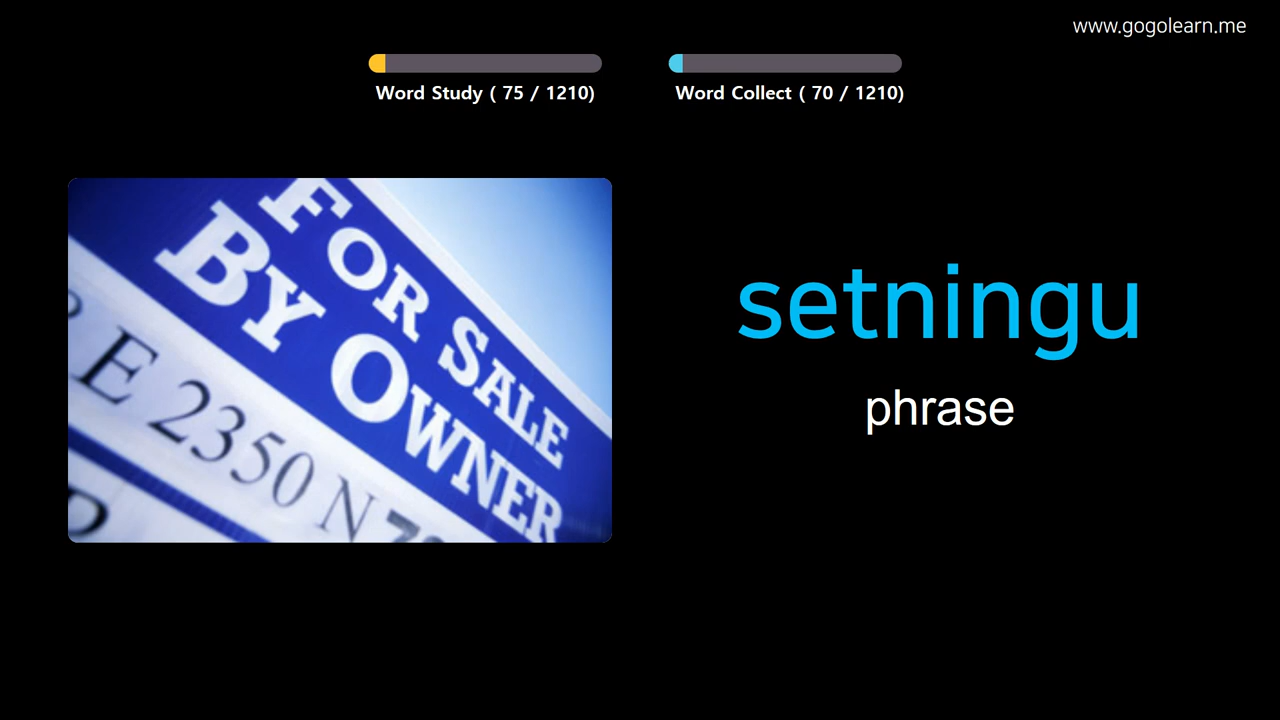 www.gogolearn.me
Word Study ( 75 / 1210)
Word Collect ( 70 / 1210)
FOR SALE
BY OWNER
E 2350 N
setningu
phrase